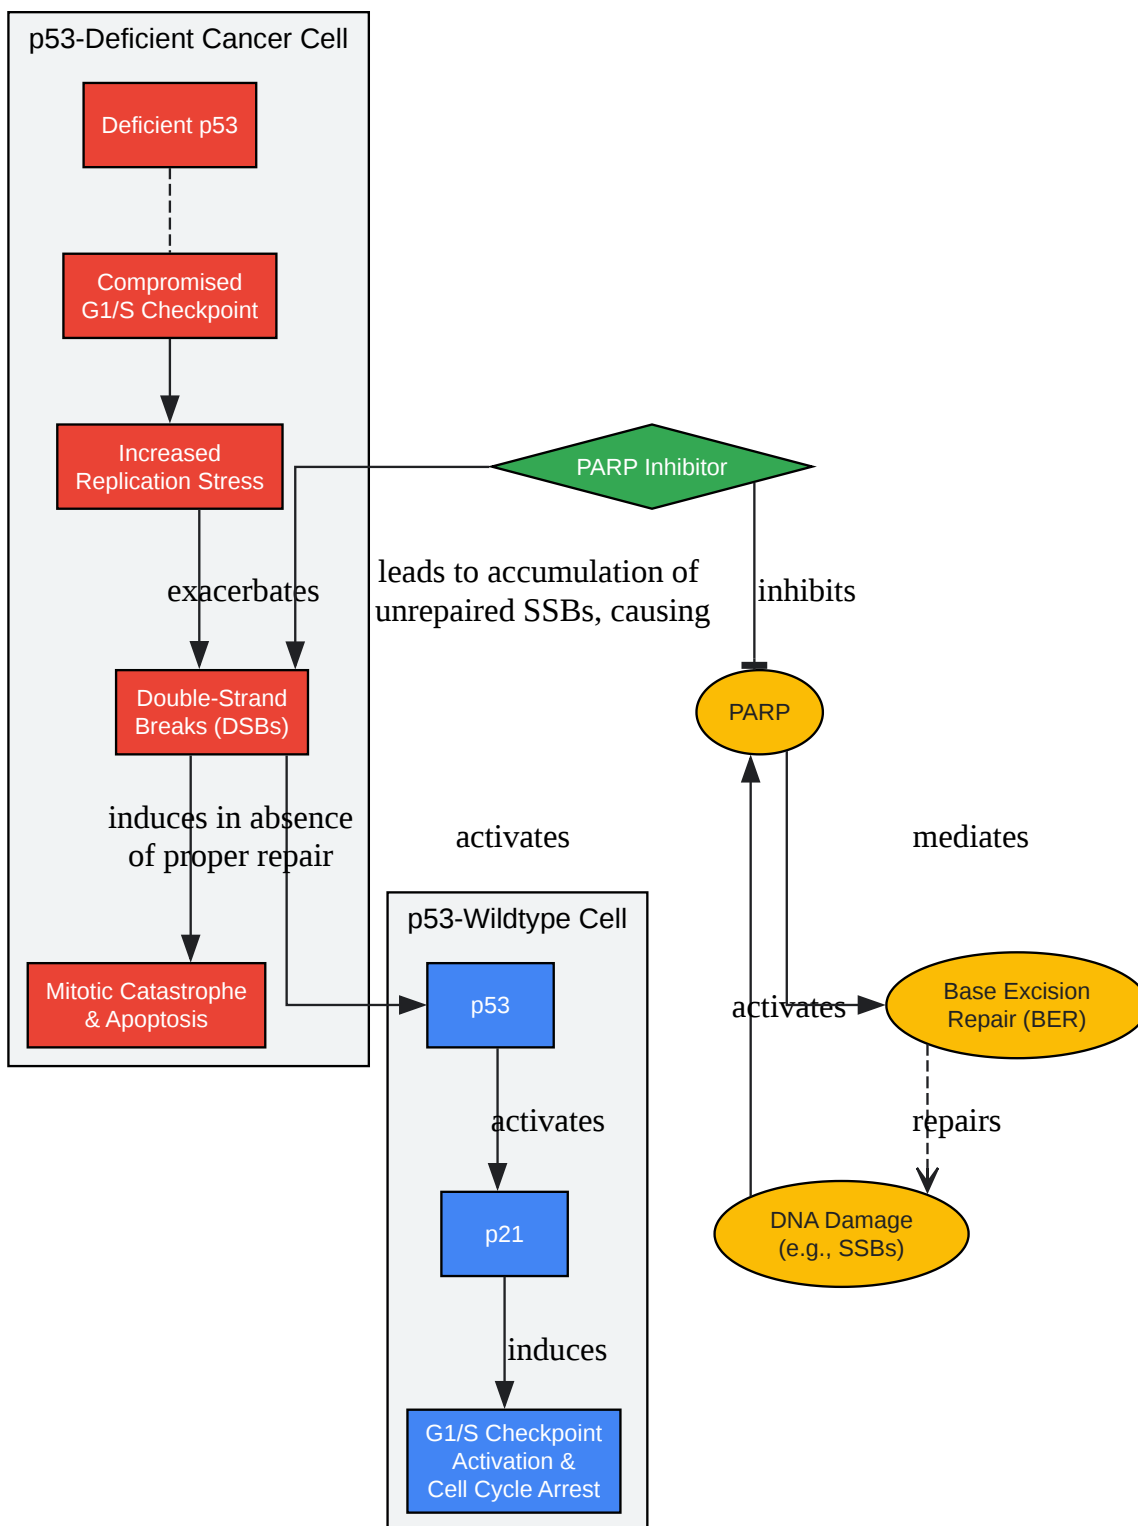 p53-Deficient Cancer Cell
Deficient p53
Compromised
G1/S Checkpoint
Increased
Replication Stress
PARP Inhibitor
exacerbates
leads to accumulation of
unrepaired SSBs, causing
inhibits
Double-Strand
Breaks (DSBs)
PARP
induces in absence
of proper repair
activates
mediates
p53-Wildtype Cell
Mitotic Catastrophe
& Apoptosis
p53
activates
Base Excision
Repair (BER)
activates
repairs
p21
DNA Damage
(e.g., SSBs)
induces
G1/S Checkpoint
Activation &
Cell Cycle Arrest